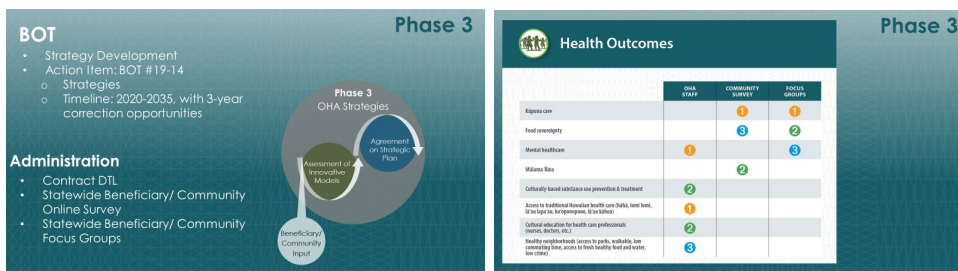 Phase 3
BOT
• Strategy Development
• Action Item: BOT #19-14
o Strategies
o Timeline: 2020-2035, with 3-year
correction opportunities
Administration
• Contract DTL
• Statewide Beneficiary/ Community
Online Survey
• Statewide Beneficiary/ Community
Focus Groups
Phase 3
OHA Strategies
Agreement
on Strategic
Plan
Assessment of
Innovative
Models
Beneficiary/
Community
Input
Phase 3
Health Outcomes
OHA STAFF COMMUNITY SURVEY FOCUS GROUPS
Kūpuna care 1 1
Food sovereignty 3 2
Mental healthcare 1 3
Mālama ʻĀina 2
Culturally-based substance use prevention & treatment 2
Access to traditional Hawaiian health care (hāhā, lomi lomi,
lāʻau lapaʻau, hoʻoponopono, lāʻau kāhea) 1
Cultural education for health care professionals
(nurses, doctors, etc.) 2
Healthy neighborhoods (access to parks, walkable, low
commuting time, access to fresh healthy food and water,
low crime) 3